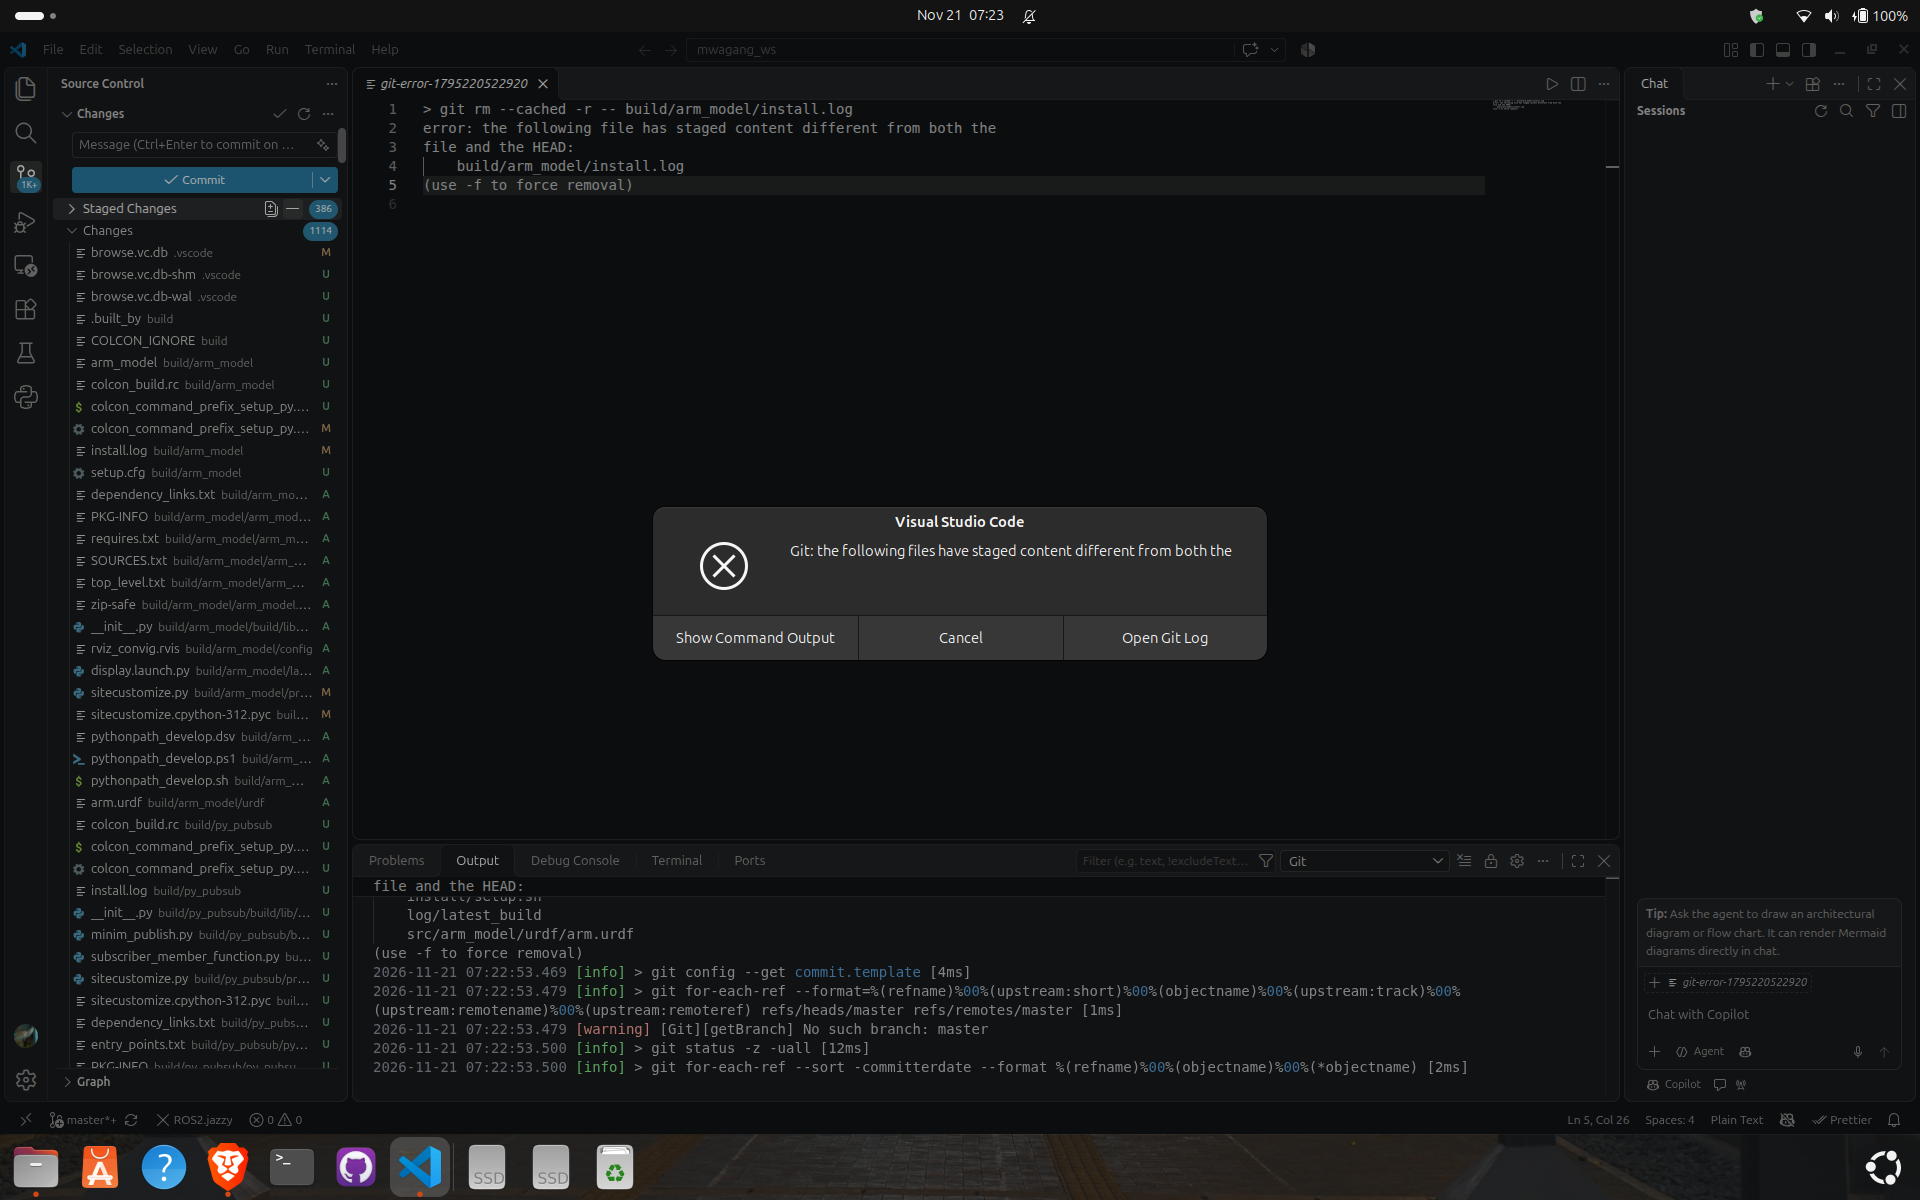 Nov 21 07:23
100%
File Edit Selection View Go Run Terminal Help
mwagang_ws
Source Control
Changes
Message (Ctrl+Enter to commit on ...
Commit
Staged Changes 386
Changes 1114
browse.vc.db .vscode M
browse.vc.db-shm .vscode U
browse.vc.db-wal .vscode U
.built_by build U
COLCON_IGNORE build U
arm_model build/arm_model U
colcon_build.rc build/arm_model U
colcon_command_prefix_setup_py.... U
colcon_command_prefix_setup_py.... M
install.log build/arm_model M
setup.cfg build/arm_model U
dependency_links.txt build/arm_mo... A
PKG-INFO build/arm_model/arm_mod... A
requires.txt build/arm_model/arm_m... A
SOURCES.txt build/arm_model/arm_... A
top_level.txt build/arm_model/arm_... A
zip-safe build/arm_model/arm_model.... A
__init__.py build/arm_model/build/lib... A
rviz_convig.rvis build/arm_model/config A
display.launch.py build/arm_model/la... A
sitecustomize.py build/arm_model/pr... M
sitecustomize.cpython-312.pyc buil... M
pythonpath_develop.dsv build/arm_... A
pythonpath_develop.ps1 build/arm_... A
pythonpath_develop.sh build/arm_... A
arm.urdf build/arm_model/urdf A
colcon_build.rc build/py_pubsub U
colcon_command_prefix_setup_py.... U
colcon_command_prefix_setup_py.... U
install.log build/py_pubsub U
__init__.py build/py_pubsub/build/lib/... U
minim_publish.py build/py_pubsub/b... U
subscriber_member_function.py bu... U
sitecustomize.py build/py_pubsub/pr... U
sitecustomize.cpython-312.pyc buil... U
dependency_links.txt build/py_pubs... U
entry_points.txt build/py_pubsub/py... U
PKG-INFO build/py_pubsub/py_pubsu... U
Graph
1K+
git-error-1795220522920
1 > git rm --cached -r -- build/arm_model/install.log
2 error: the following file has staged content different from both the
3 file and the HEAD:
4 build/arm_model/install.log
5 (use -f to force removal)
6
Visual Studio Code
Git: the following files have staged content different from both the
Show Command Output Cancel Open Git Log
Problems Output Debug Console Terminal Ports
Filter (e.g. text, !excludeText... Git
file and the HEAD:
install/setup.sh
log/latest_build
src/arm_model/urdf/arm.urdf
(use -f to force removal)
2026-11-21 07:22:53.469 [info] > git config --get commit.template [4ms]
2026-11-21 07:22:53.479 [info] > git for-each-ref --format=%(refname)%00%(upstream:short)%00%(objectname)%00%(upstream:track)%00%
(upstream:remotename)%00%(upstream:remoteref) refs/heads/master refs/remotes/master [1ms]
2026-11-21 07:22:53.479 [warning] [Git][getBranch] No such branch: master
2026-11-21 07:22:53.500 [info] > git status -z -uall [12ms]
2026-11-21 07:22:53.500 [info] > git for-each-ref --sort -committerdate --format %(refname)%00%(objectname)%00%(*objectname) [2ms]
Chat
Sessions
Tip: Ask the agent to draw an architectural
diagram or flow chart. It can render Mermaid
diagrams directly in chat.
git-error-1795220522920
Chat with Copilot
Agent
Copilot
master*+ ROS2.jazzy 0 0
Ln 5, Col 26 Spaces: 4 Plain Text Prettier
SSD SSD